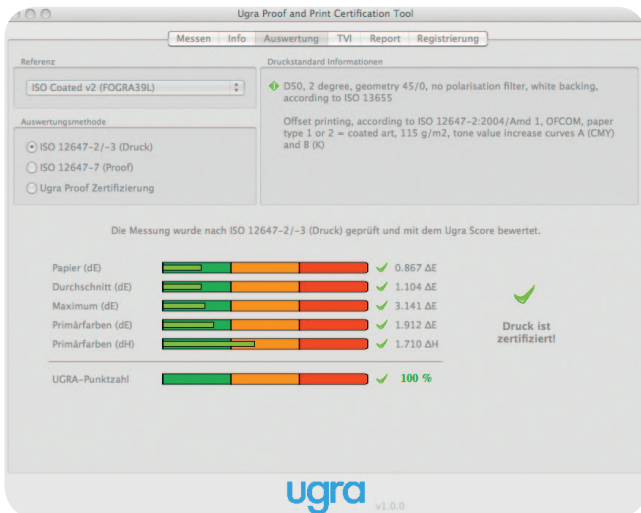 Ugra Proof and Print Certification Tool
Messen Info Auswertung TVI Report Registrierung
Referenz
ISO Coated v2 (FOGRA39L)
Auswertungsmethode
ISO 12647-2/-3 (Druck)
ISO 12647-7 (Proof)
Ugra Proof Zertifizierung
Druckstandard Informationen
D50, 2 degree, geometry 45/0, no polarisation filter, white backing,
according to ISO 13655
Offset printing, according to ISO 12647-2:2004/Amd 1, OFCOM, paper
type 1 or 2 = coated art, 115 g/m2, tone value increase curves A (CMY)
and B (K)
Die Messung wurde nach ISO 12647-2/-3 (Druck) geprüft und mit dem Ugra Score bewertet.
Papier (dE) 0.867 ΔE
Durchschnitt (dE) 1.104 ΔE
Maximum (dE) 3.141 ΔE
Primärfarben (dE) 1.912 ΔE
Primärfarben (dH) 1.710 ΔH
UGRA-Punktzahl 100 %
Druck ist
zertifiziert!
ugra
v1.0.0